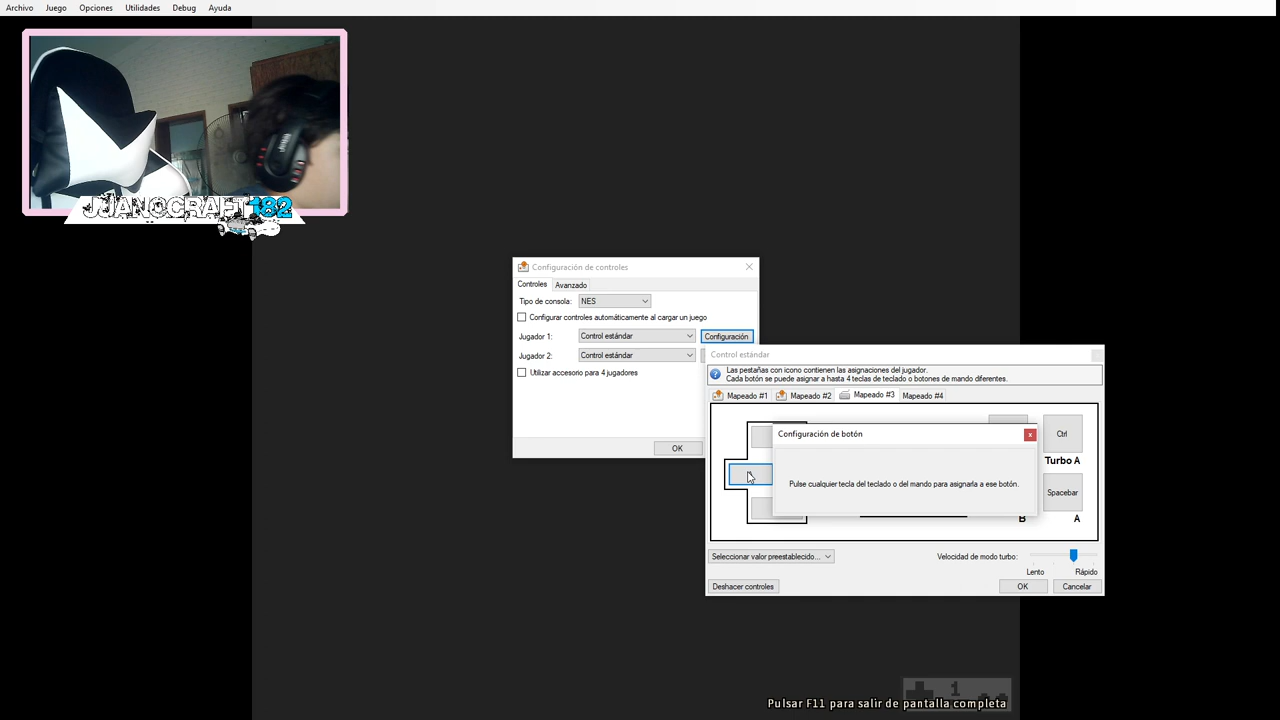 Archivo Juego Opciones Utilidades Debug Ayuda
JJANOCRAFT182
Configuración de controles
Controles Avanzado
Tipo de consola: NES
Configurar controles automáticamente al cargar un juego
Jugador 1: Control estándar Configuración
Jugador 2: Control estándar
Utilizar accesorio para 4 jugadores
OK
Control estándar
Las pestañas con icono contienen las asignaciones del jugador.
Cada botón se puede asignar a hasta 4 teclas de teclado o botones de mando diferentes.
Mapeado #1 Mapeado #2 Mapeado #3 Mapeado #4
Ctrl
Turbo A
Configuración de botón
x
Pulse cualquier tecla del teclado o del mando para asignarla a ese botón.
Spacebar
B A
Seleccionar valor preestablecido... Velocidad de modo turbo:
Lento Rápido
Deshacer controles OK Cancelar
1
Pulsar F11 para salir de pantalla completa